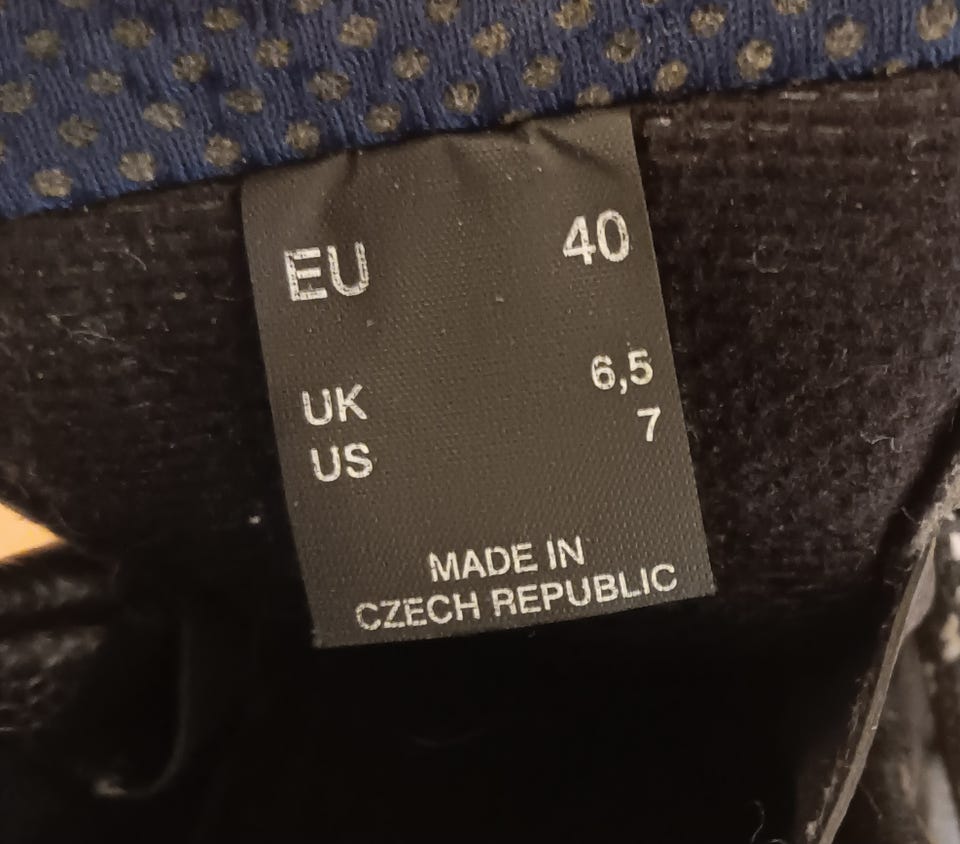 EU 40
UK 6,5
US 7
MADE IN
CZECH REPUBLIC